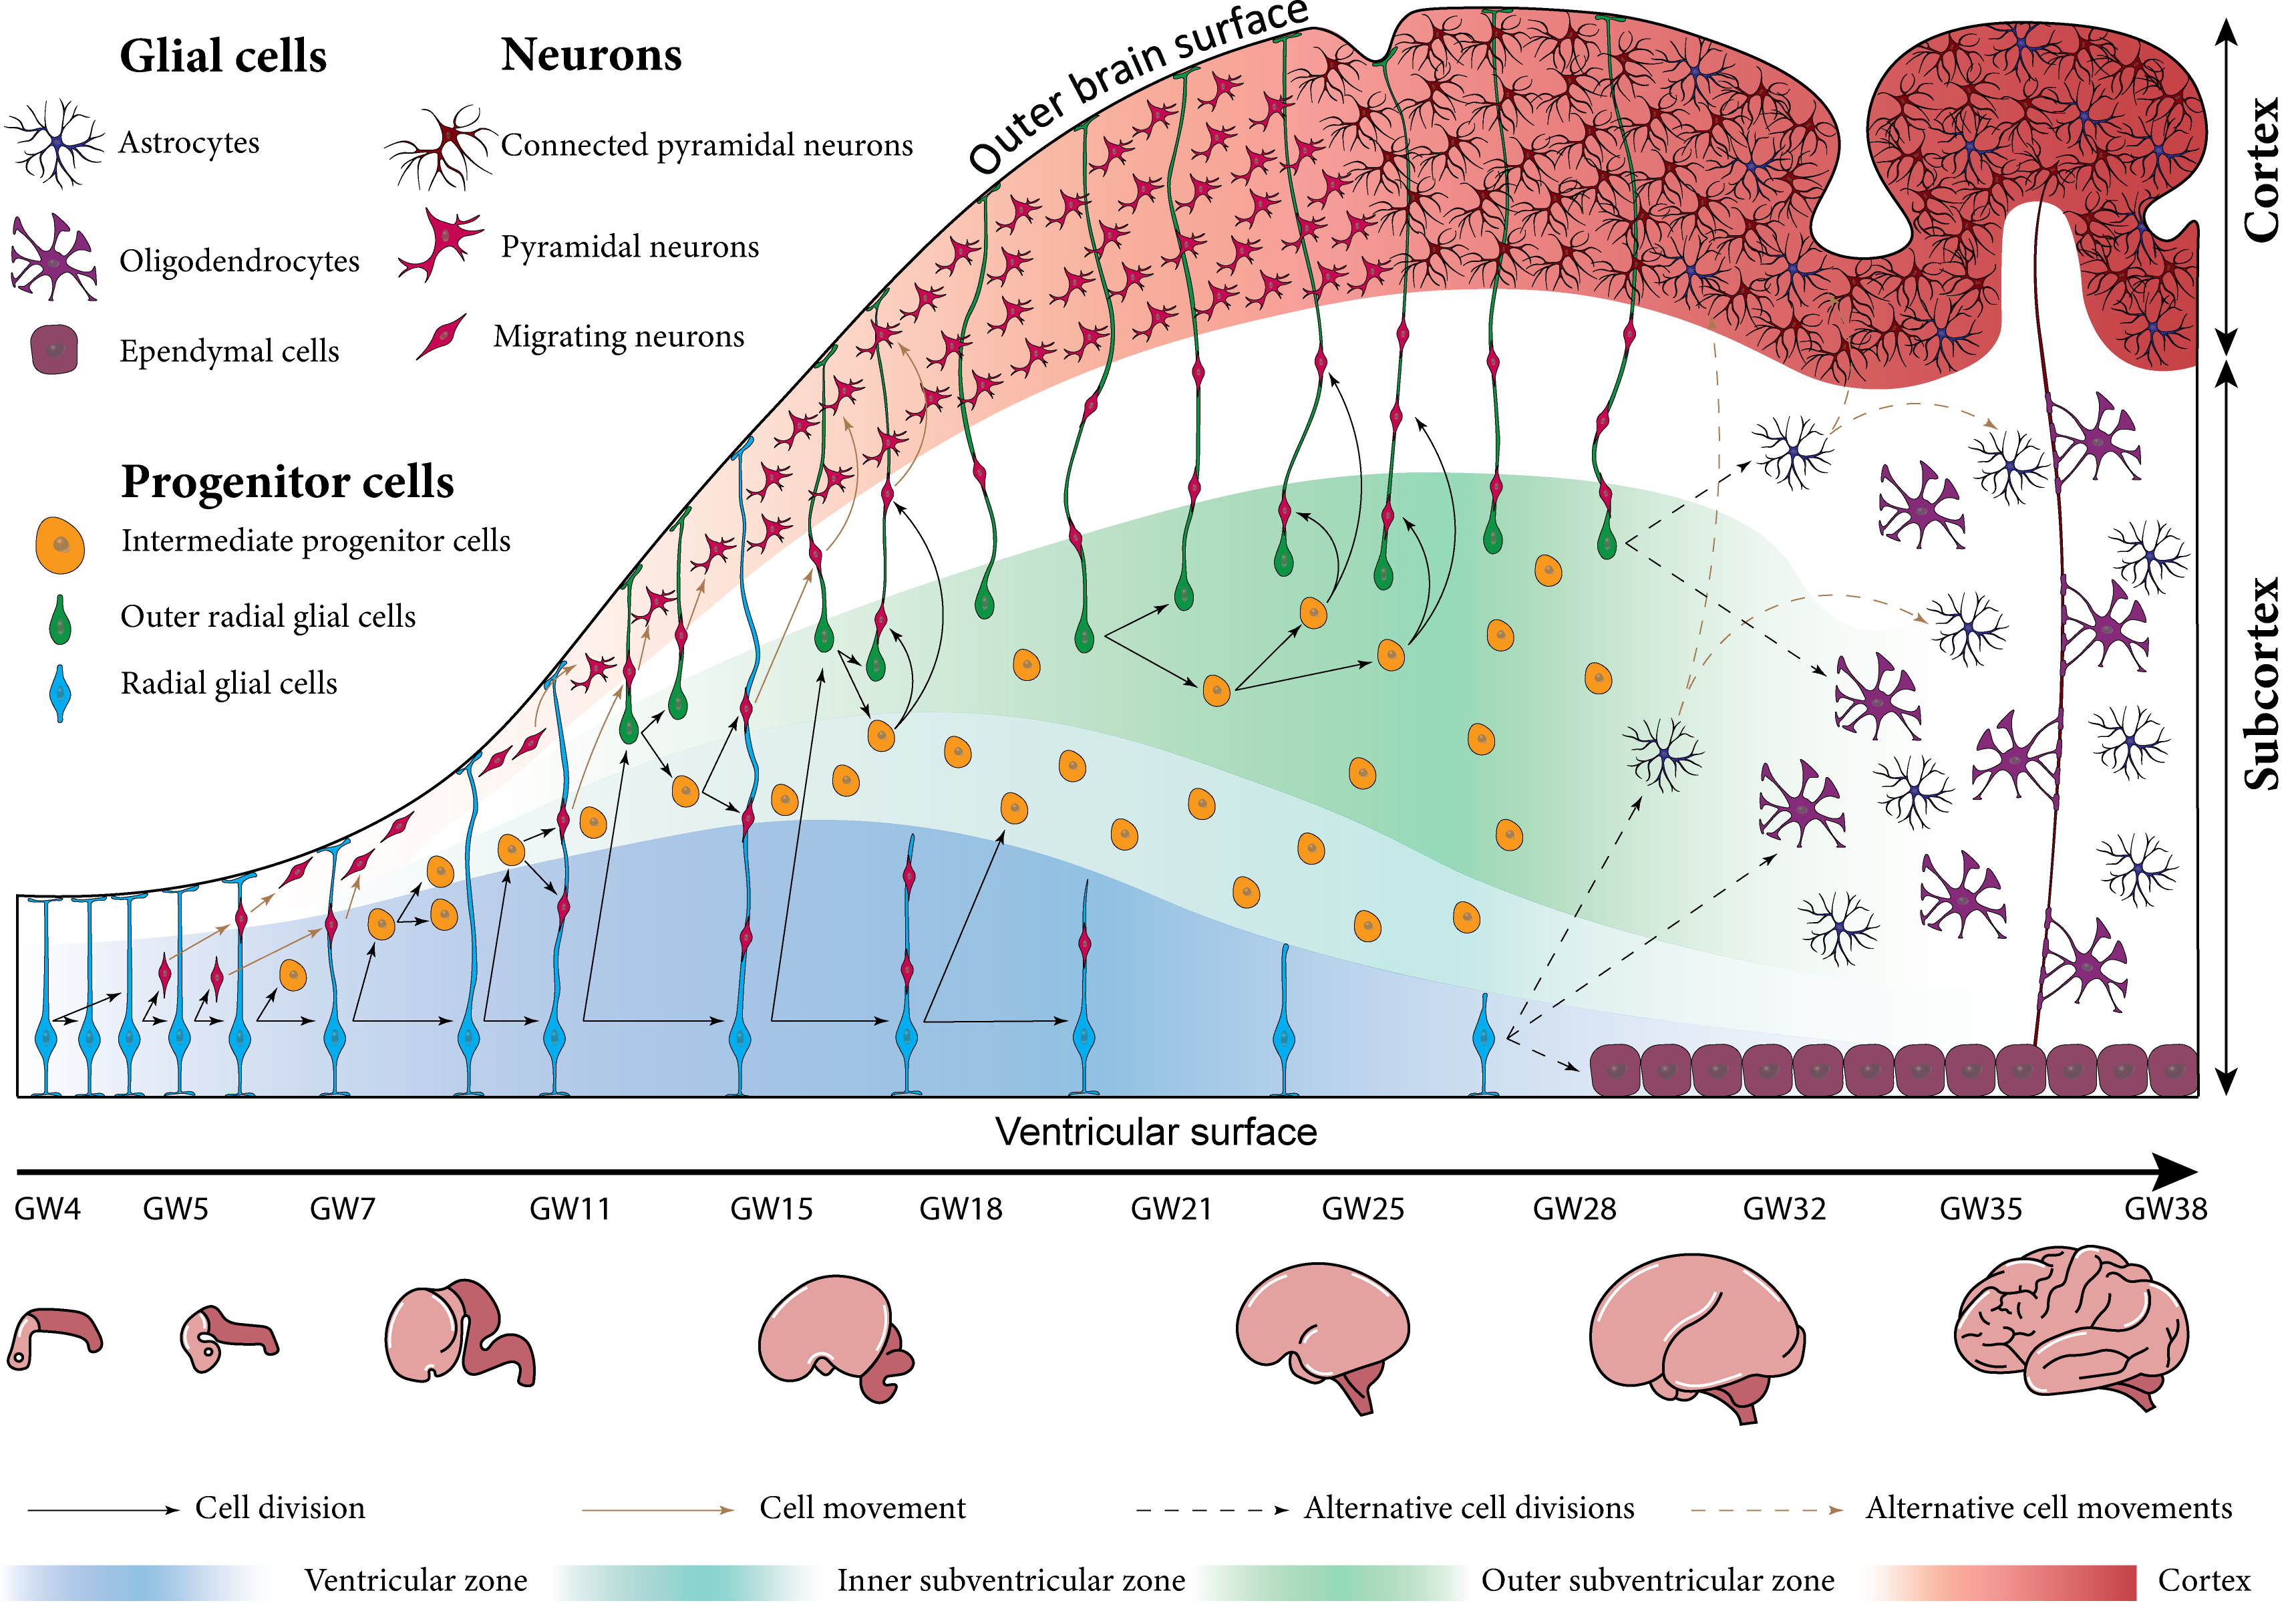 Glial cells
Astrocytes
Oligodendrocytes
Ependymal cells
Neurons
Connected pyramidal neurons
Pyramidal neurons
Migrating neurons
Progenitor cells
Intermediate progenitor cells
Outer radial glial cells
Radial glial cells
Outer brain surface
Cortex
Subcortex
Ventricular surface
GW4 GW5 GW7 GW11 GW15 GW18 GW21 GW25 GW28 GW32 GW35 GW38
Cell division Cell movement Alternative cell divisions Alternative cell movements
Ventricular zone Inner subventricular zone Outer subventricular zone Cortex